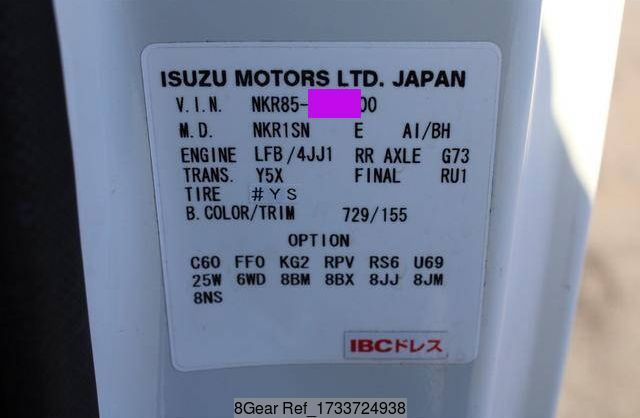 ISUZU MOTORS LTD. JAPAN
V.I.N. NKR85-00
M.D. NKR1SN E AI/BH
ENGINE LFB/4JJ1 RR AXLE G73
TRANS. Y5X FINAL RU1
TIRE #YS
B.COLOR/TRIM 729/155
OPTION
C60 FF0 KG2 RPV RS6 U69
25W 6WD 8BM 8BX 8JJ 8JM
8NS
IBCドレス
8Gear Ref_1733724938